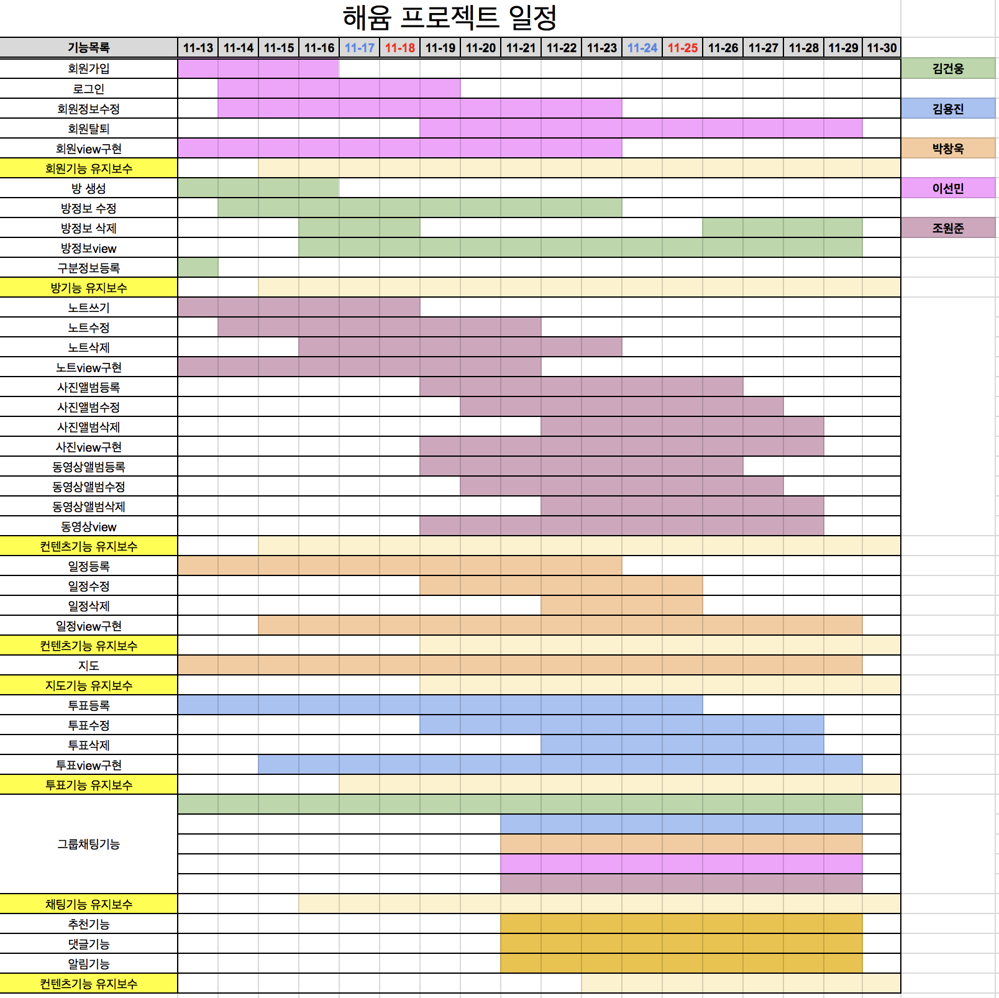 해윰 프로젝트 일정
기능목록 11-13 11-14 11-15 11-16 11-17 11-18 11-19 11-20 11-21 11-22 11-23 11-24 11-25 11-26 11-27 11-28 11-29 11-30
회원가입 김건웅
로그인
회원정보수정 김용진
회원탈퇴
회원view구현 박창욱
회원기능 유지보수
방 생성 이선민
방정보 수정
방정보 삭제 조원준
방정보view
구분정보등록
방기능 유지보수
노트쓰기
노트수정
노트삭제
노트view구현
사진앨범등록
사진앨범수정
사진앨범삭제
사진view구현
동영상앨범등록
동영상앨범수정
동영상앨범삭제
동영상view
컨텐츠기능 유지보수
일정등록
일정수정
일정삭제
일정view구현
컨텐츠기능 유지보수
지도
지도기능 유지보수
투표등록
투표수정
투표삭제
투표view구현
투표기능 유지보수
그룹채팅기능
채팅기능 유지보수
추천기능
댓글기능
알림기능
컨텐츠기능 유지보수